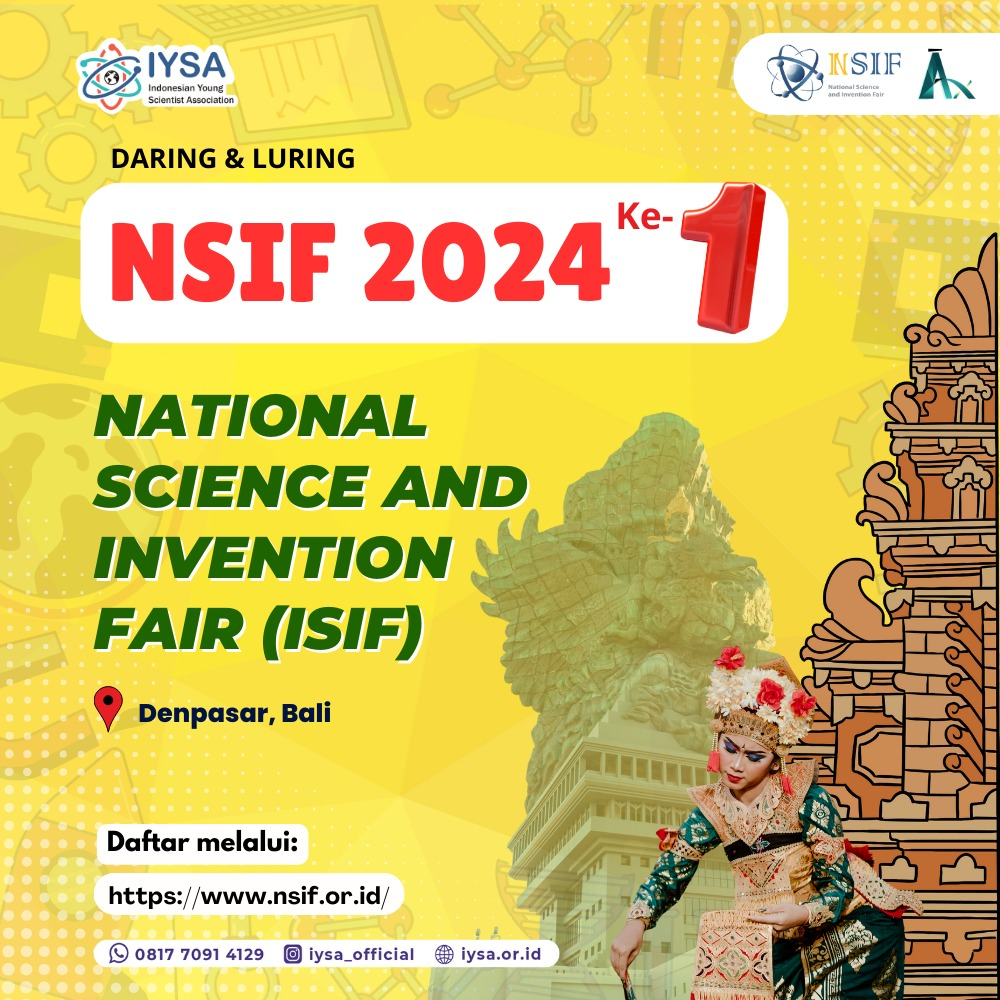 IYSA
Indonesian Young
Scientist Association
NSIF
National Science
and Invention Fair
DARING & LURING
NSIF 2024
Ke-1
NATIONAL
SCIENCE AND
INVENTION
FAIR (ISIF)
Denpasar, Bali
Daftar melalui:
https://www.nsif.or.id/
0817 7091 4129 iysa_official iysa.or.id